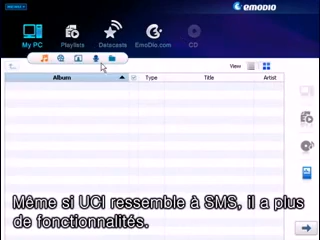 emodio
My PC
Playlists
Datacasts
EmoDio.com
CD
View
Album
Type
Title
Artist
Même si UCI ressemble à SMS, il a plus
de fonctionnalités.